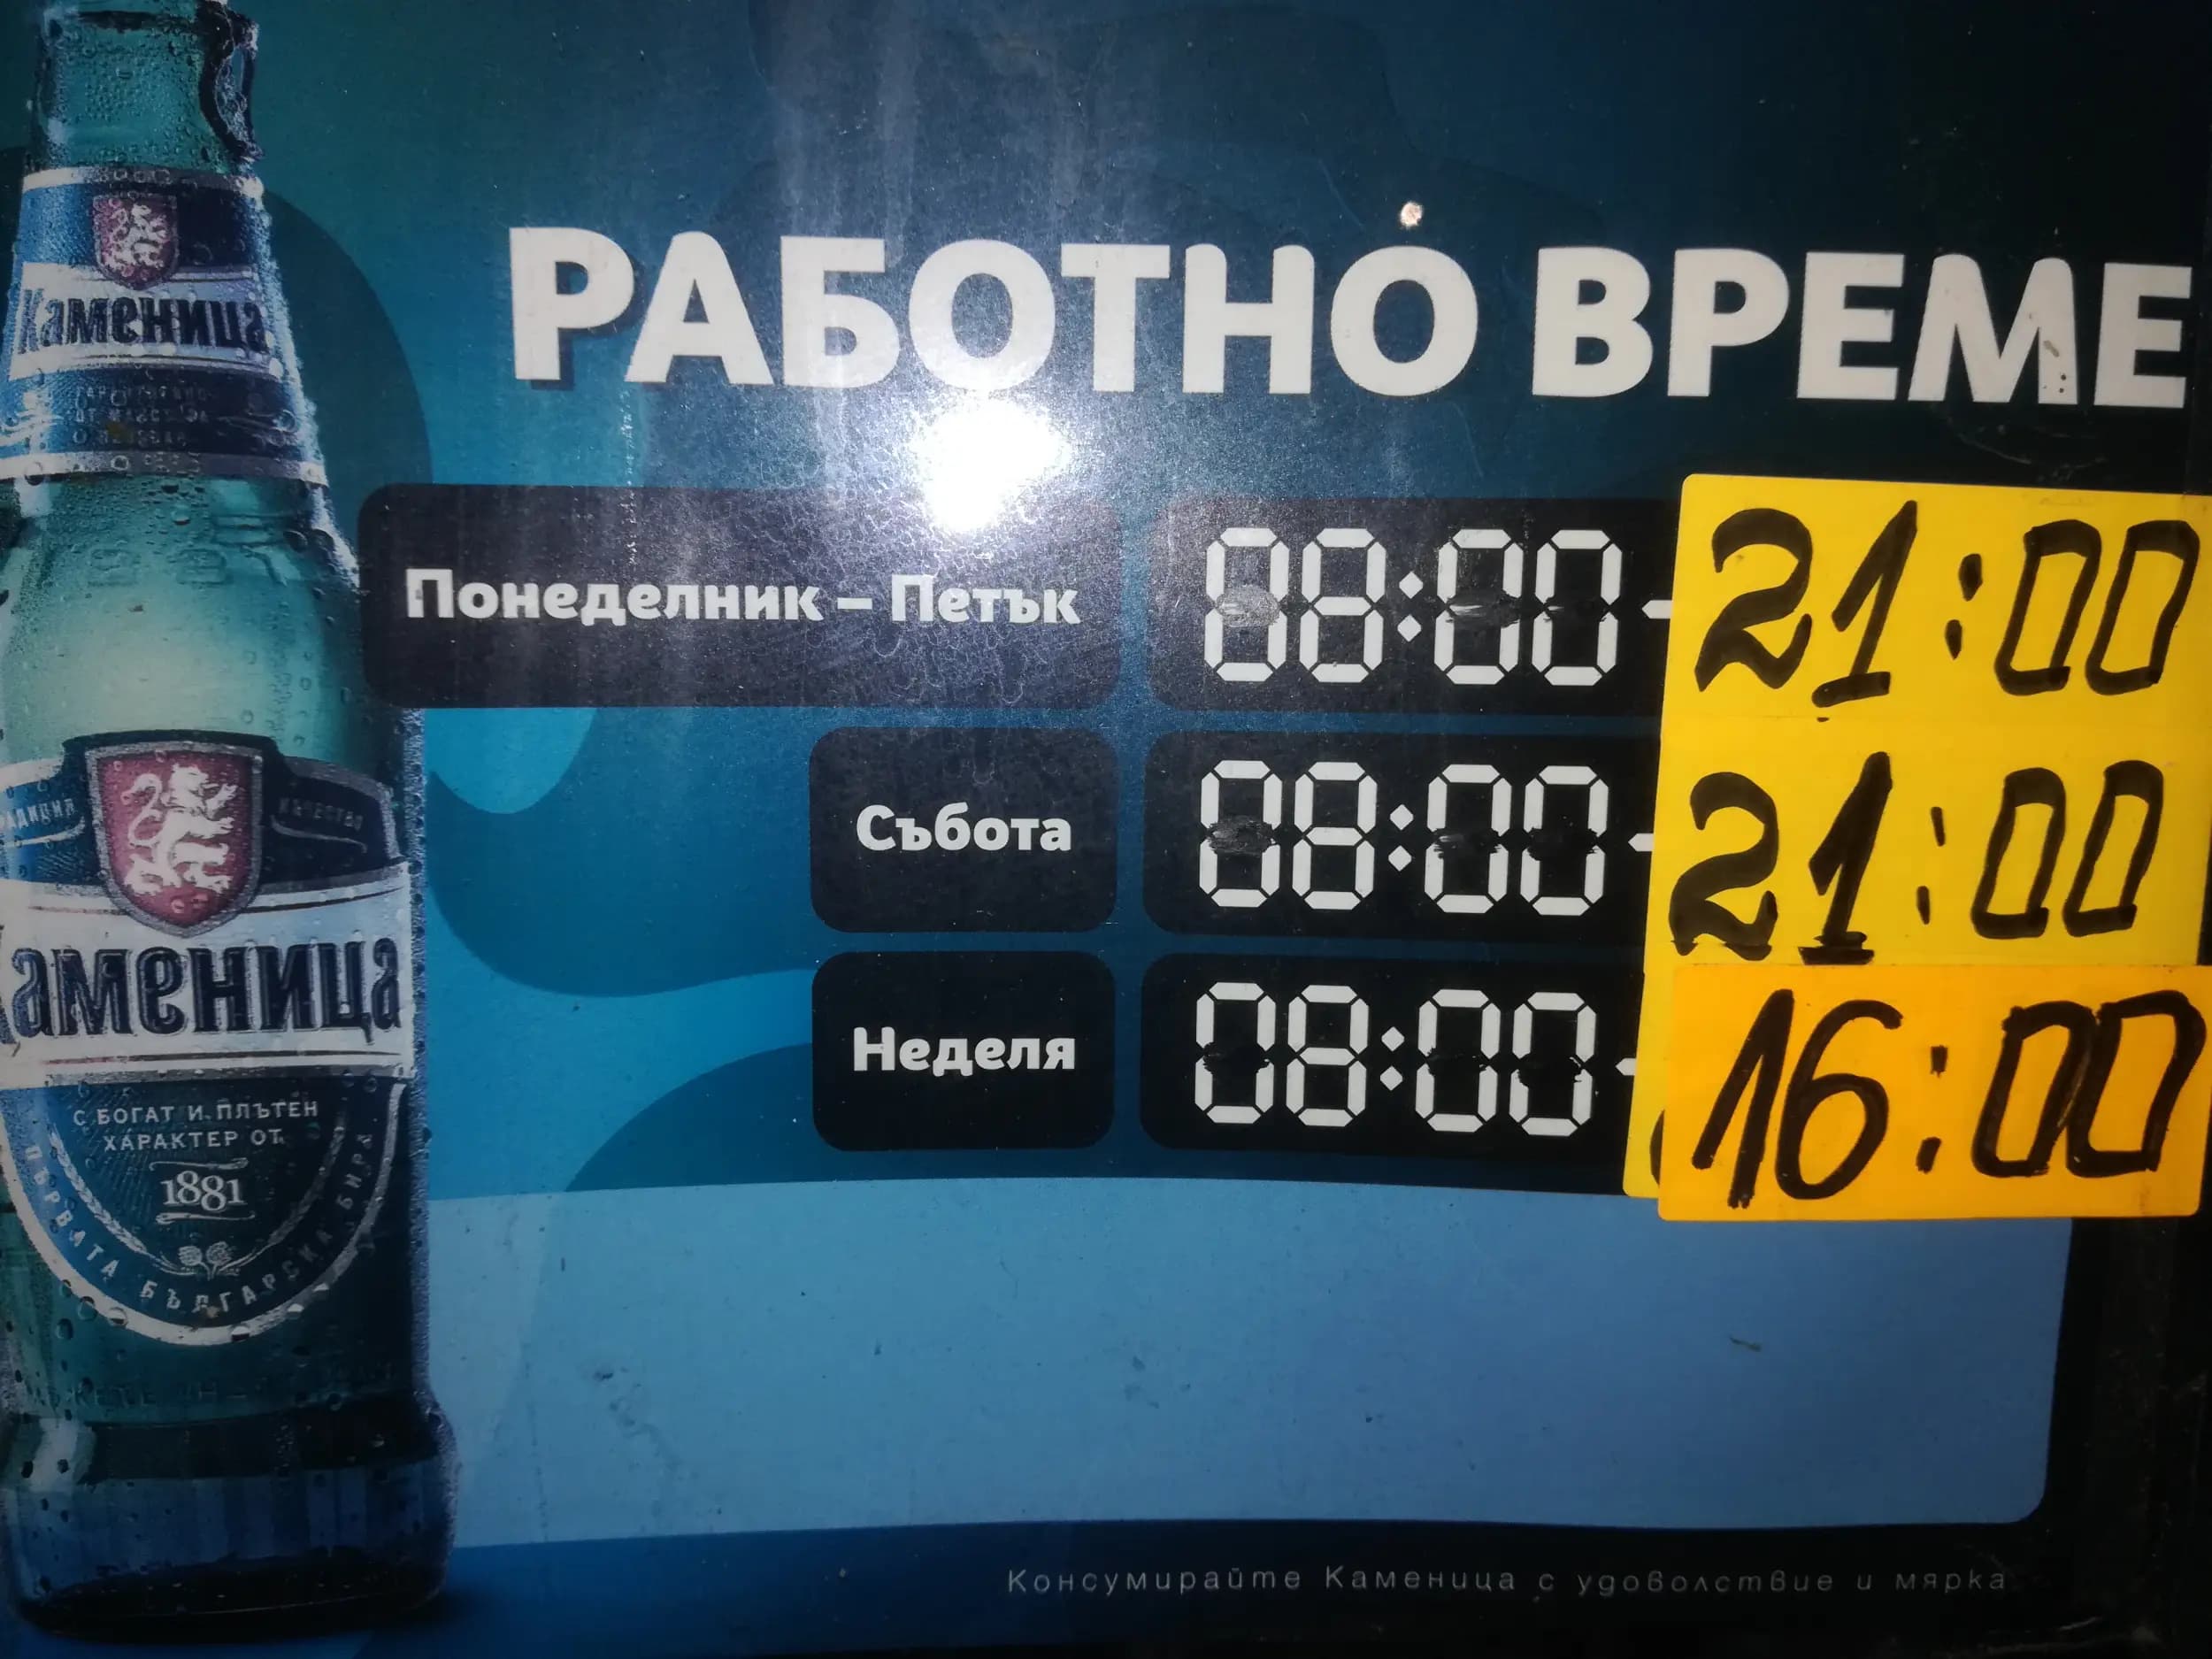 Каменица
РАБОТНО ВРЕМЕ
Понеделник – Петък 08:00 - 21:00
Събота 08:00 - 21:00
КАЧЕСТВО
Каменица
Неделя 08:00 - 16:00
С БОГАТ И ПЛЪТЕН
ХАРАКТЕР ОТ
1881
ПЪРВАТА БЪЛГАРСКА БИРА
Консумирайте Каменица с удоволствие и мярка